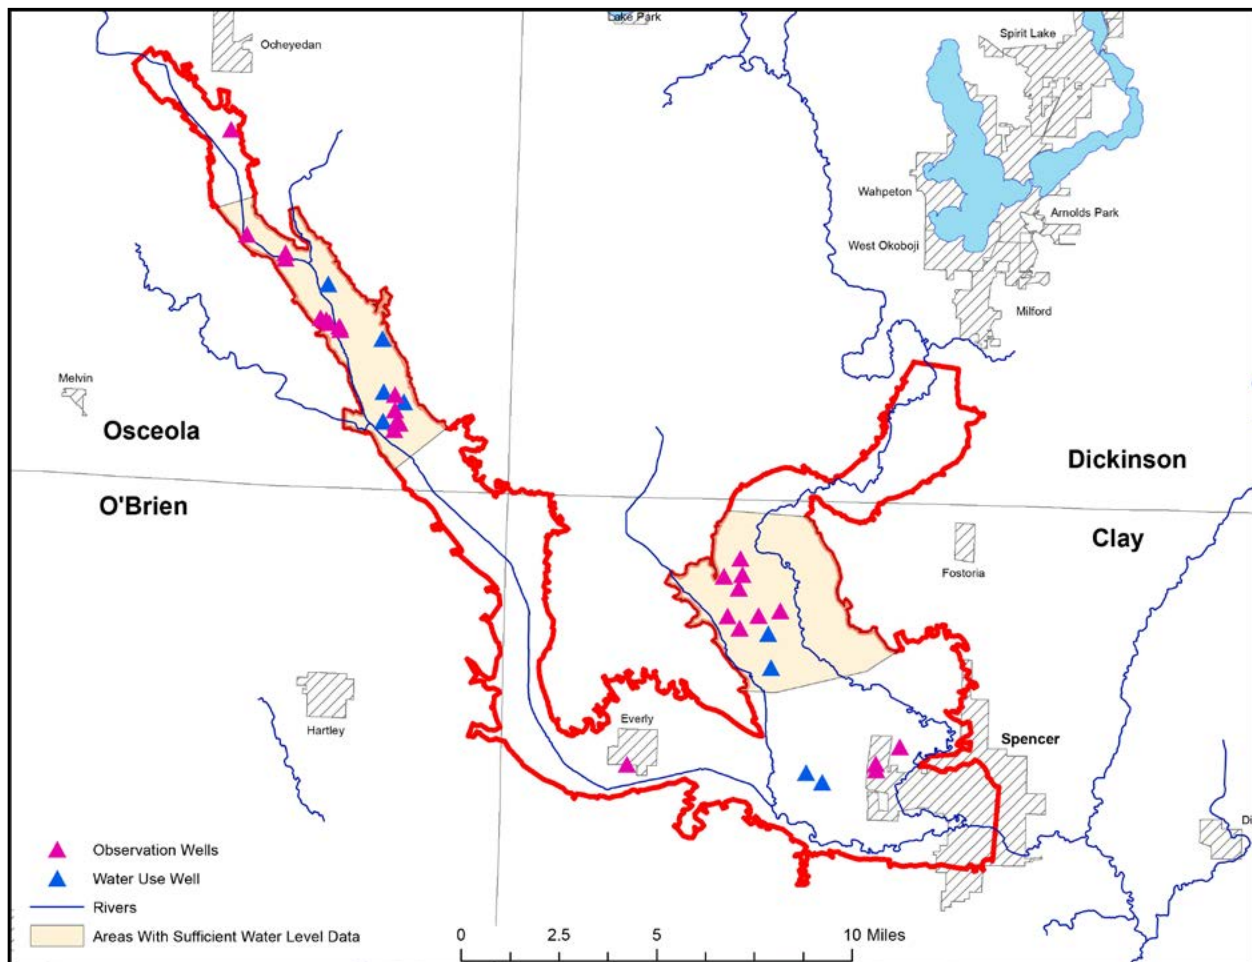 Lake Park
Spirit Lake
Ocheyedan
Wahpeton
Arnolds Park
West Okoboji
Milford
Melvin
Osceola
Dickinson
O'Brien
Clay
Fostoria
Hartley
Everly
Spencer
Di
Observation Wells
Water Use Well
Rivers
Areas With Sufficient Water Level Data
0 2.5 5 10 Miles